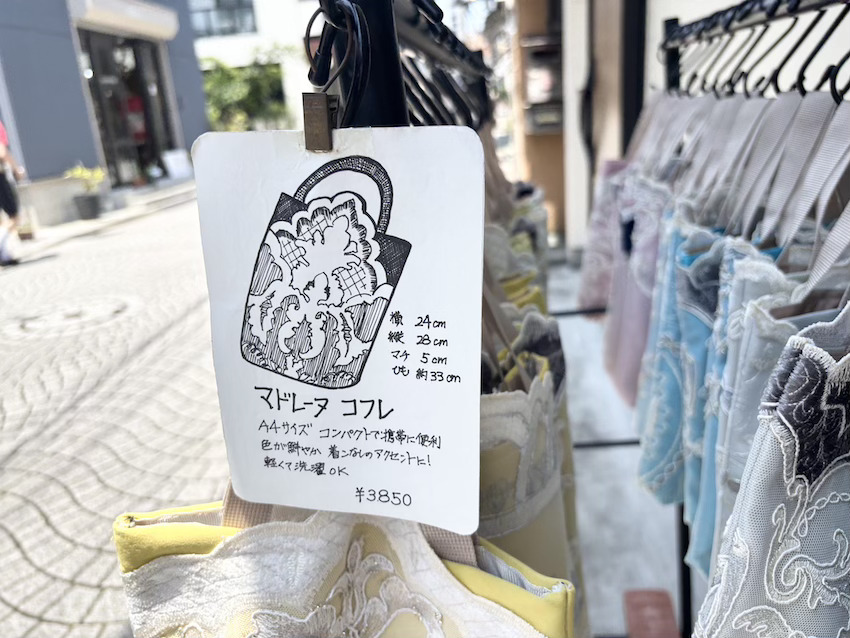 横 24cm
縦 28cm
マチ 5cm
ひも 約33cm
マドレーヌ コフレ
A4サイズ コンパクトで携帯に便利
色が鮮やか 着こなしのアクセントに!
軽くて洗濯OK
¥3850